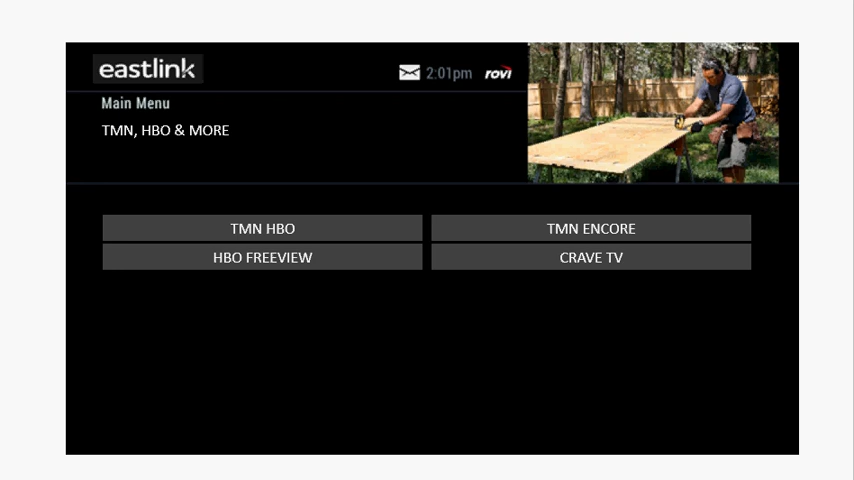 eastlink
2:01pm rovi
Main Menu
TMN, HBO & MORE
TMN HBO
TMN ENCORE
HBO FREEVIEW
CRAVE TV